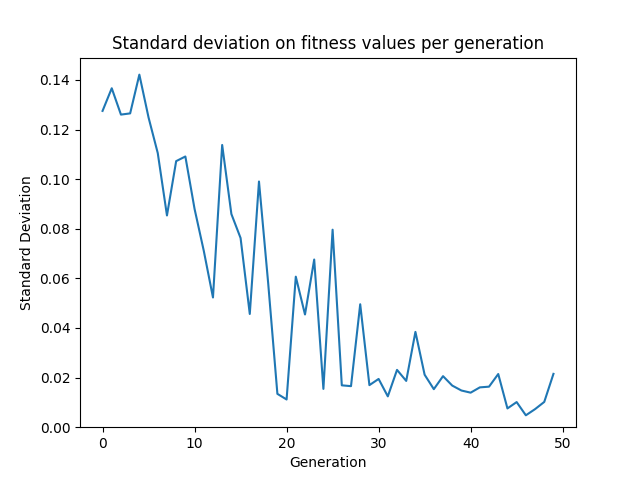 Standard deviation on fitness values per generation
0.14
0.12
0.10
0.08
0.06
0.04
0.02
0.00
Standard Deviation
0 10 20 30 40 50
Generation